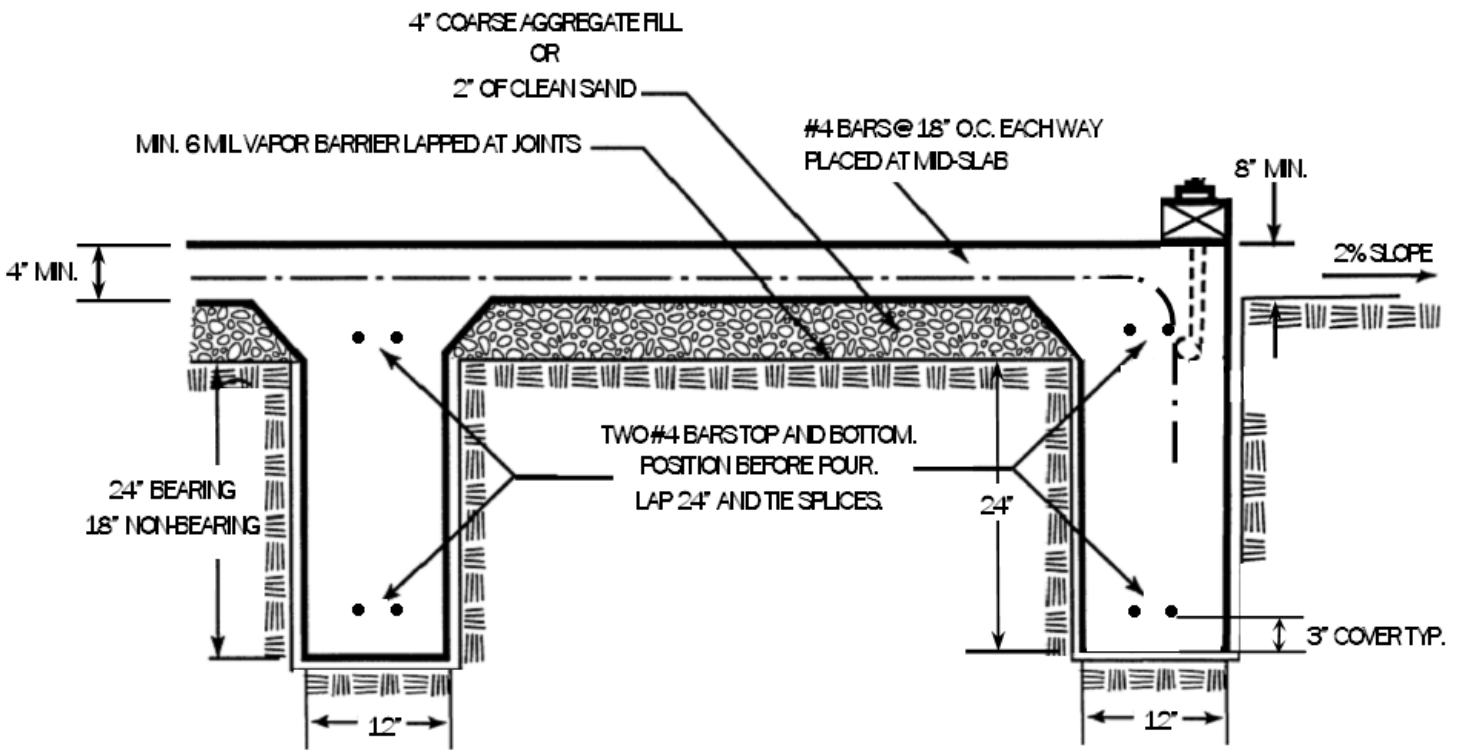 4" COARSE AGGREGATE FILL
OR
2" OF CLEAN SAND
MIN. 6 MIL VAPOR BARRIER LAPPED AT JOINTS
#4 BARS @ 18" O.C. EACH WAY
PLACED AT MID-SLAB
8" MIN.
2% SLOPE
4" MIN.
TWO #4 BARS TOP AND BOTTOM.
POSITION BEFORE POUR.
LAP 24" AND TIE SPLICES.
24" BEARING
18" NON-BEARING
24"
3" COVER TYP.
12"
12"